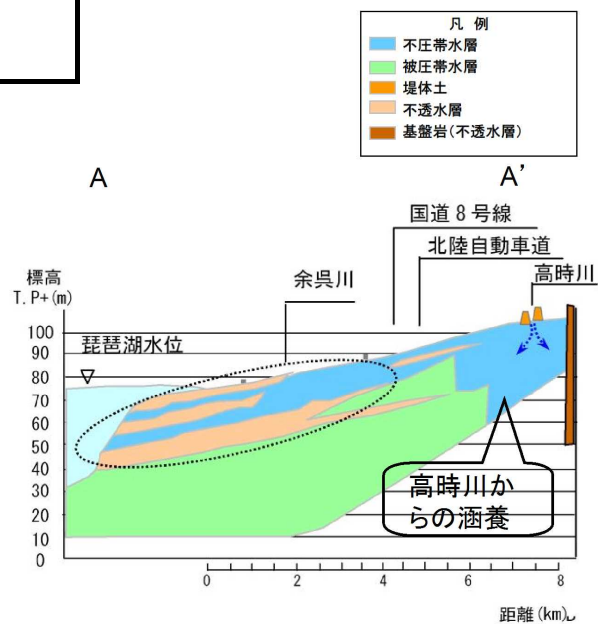 凡 例
不圧帯水層
被圧帯水層
堤体土
不透水層
基盤岩(不透水層)
A
A’
国道8号線
北陸自動車道
高時川
余呉川
標高
T.P+(m)
琵琶湖水位
100
90
80
70
60
50
40
30
20
10
0
高時川か
らの涵養
0 2 4 6 8
距離(km)